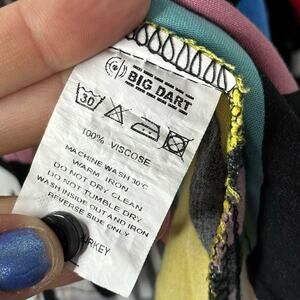 BIG DART
30
100% VISCOSE
MACHINE WASH 30°C
WARM IRON
DO NOT DRY CLEAN
DO NOT TUMBLE DRY
WASH INSIDE OUT AND IRON
REVERSE SIDE ONLY